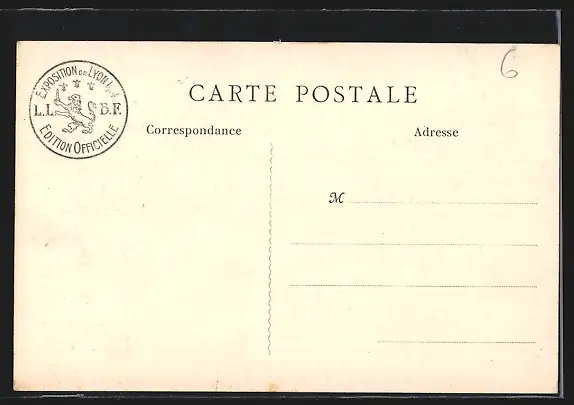 EXPOSITION DE LYON
L.L. B.F.
EDITION OFFICIELLE
6
CARTE POSTALE
Correspondance
Adresse
M